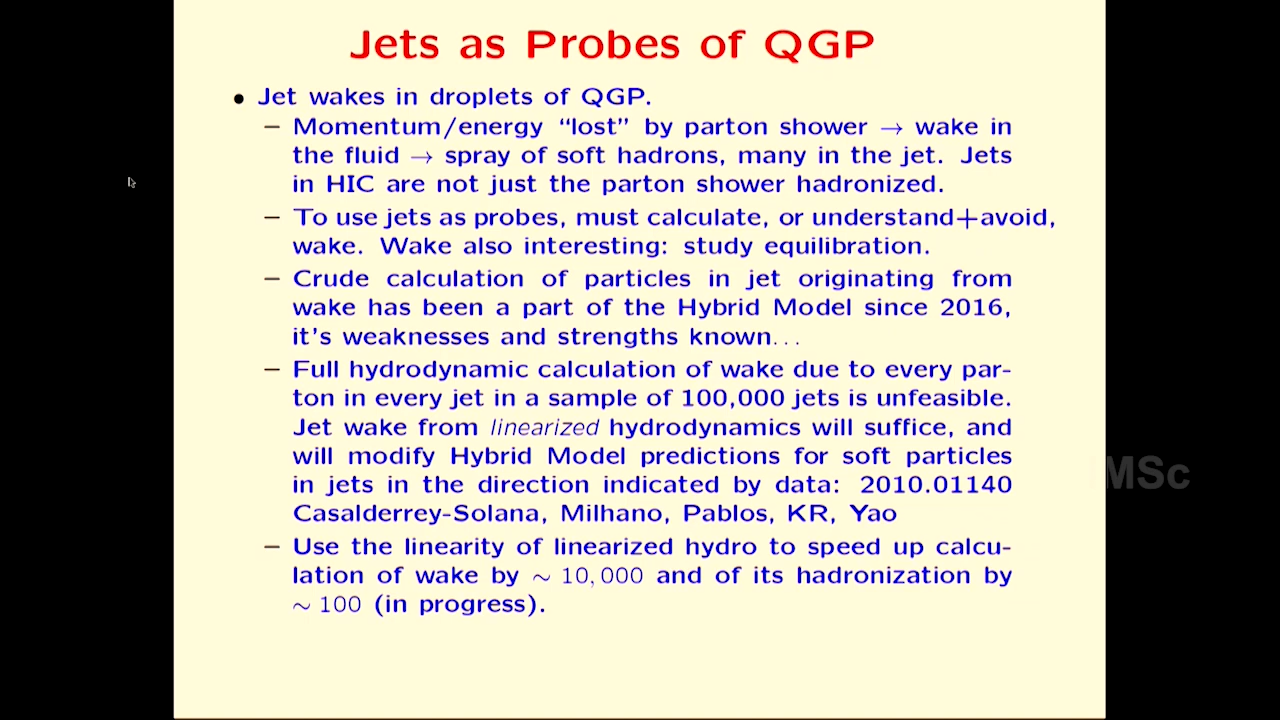 Jets as Probes of QGP
• Jet wakes in droplets of QGP.
– Momentum/energy “lost” by parton shower → wake in
the fluid → spray of soft hadrons, many in the jet. Jets
in HIC are not just the parton shower hadronized.
– To use jets as probes, must calculate, or understand+avoid,
wake. Wake also interesting: study equilibration.
– Crude calculation of particles in jet originating from
wake has been a part of the Hybrid Model since 2016,
it's weaknesses and strengths known...
– Full hydrodynamic calculation of wake due to every par-
ton in every jet in a sample of 100,000 jets is unfeasible.
Jet wake from linearized hydrodynamics will suffice, and
will modify Hybrid Model predictions for soft particles
in jets in the direction indicated by data: 2010.01140
Casalderrey-Solana, Milhano, Pablos, KR, Yao
– Use the linearity of linearized hydro to speed up calcu-
lation of wake by ∼ 10,000 and of its hadronization by
∼ 100 (in progress).
IMSc